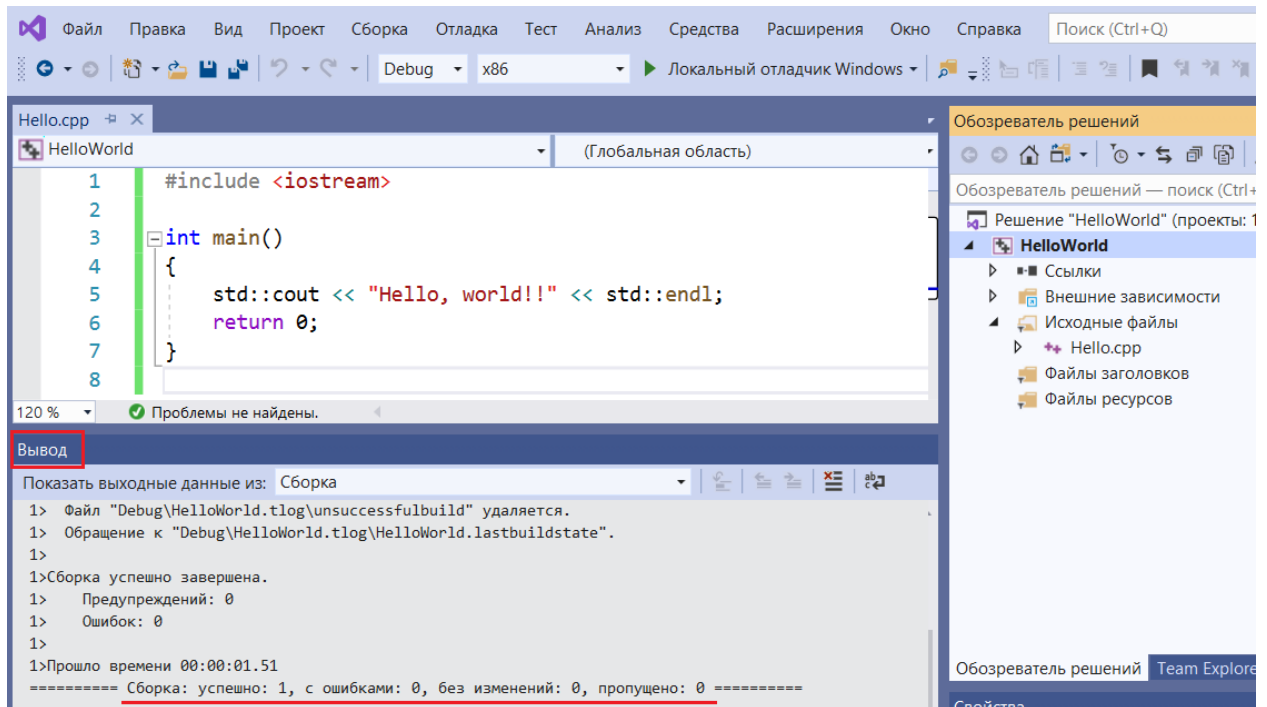 Файл Правка Вид Проект Сборка Отладка Тест Анализ Средства Расширения Окно Справка Поиск (Ctrl+Q)
Debug x86 Локальный отладчик Windows
Hello.cpp
HelloWorld (Глобальная область)
1 #include <iostream>
2
3 int main()
4 {
5 std::cout << "Hello, world!!" << std::endl;
6 return 0;
7 }
8
120 % Проблемы не найдены.
Вывод
Показать выходные данные из: Сборка
1> Файл "Debug\HelloWorld.tlog\unsuccessfulbuild" удаляется.
1> Обращение к "Debug\HelloWorld.tlog\HelloWorld.lastbuildstate".
1>
1>Сборка успешно завершена.
1> Предупреждений: 0
1> Ошибок: 0
1>
1>Прошло времени 00:00:01.51
========== Сборка: успешно: 1, с ошибками: 0, без изменений: 0, пропущено: 0 ==========
Обозреватель решений
Обозреватель решений — поиск (Ctrl+
Решение "HelloWorld" (проекты: 1
HelloWorld
Ссылки
Внешние зависимости
Исходные файлы
Hello.cpp
Файлы заголовков
Файлы ресурсов
Обозреватель решений Team Explore
Свойства